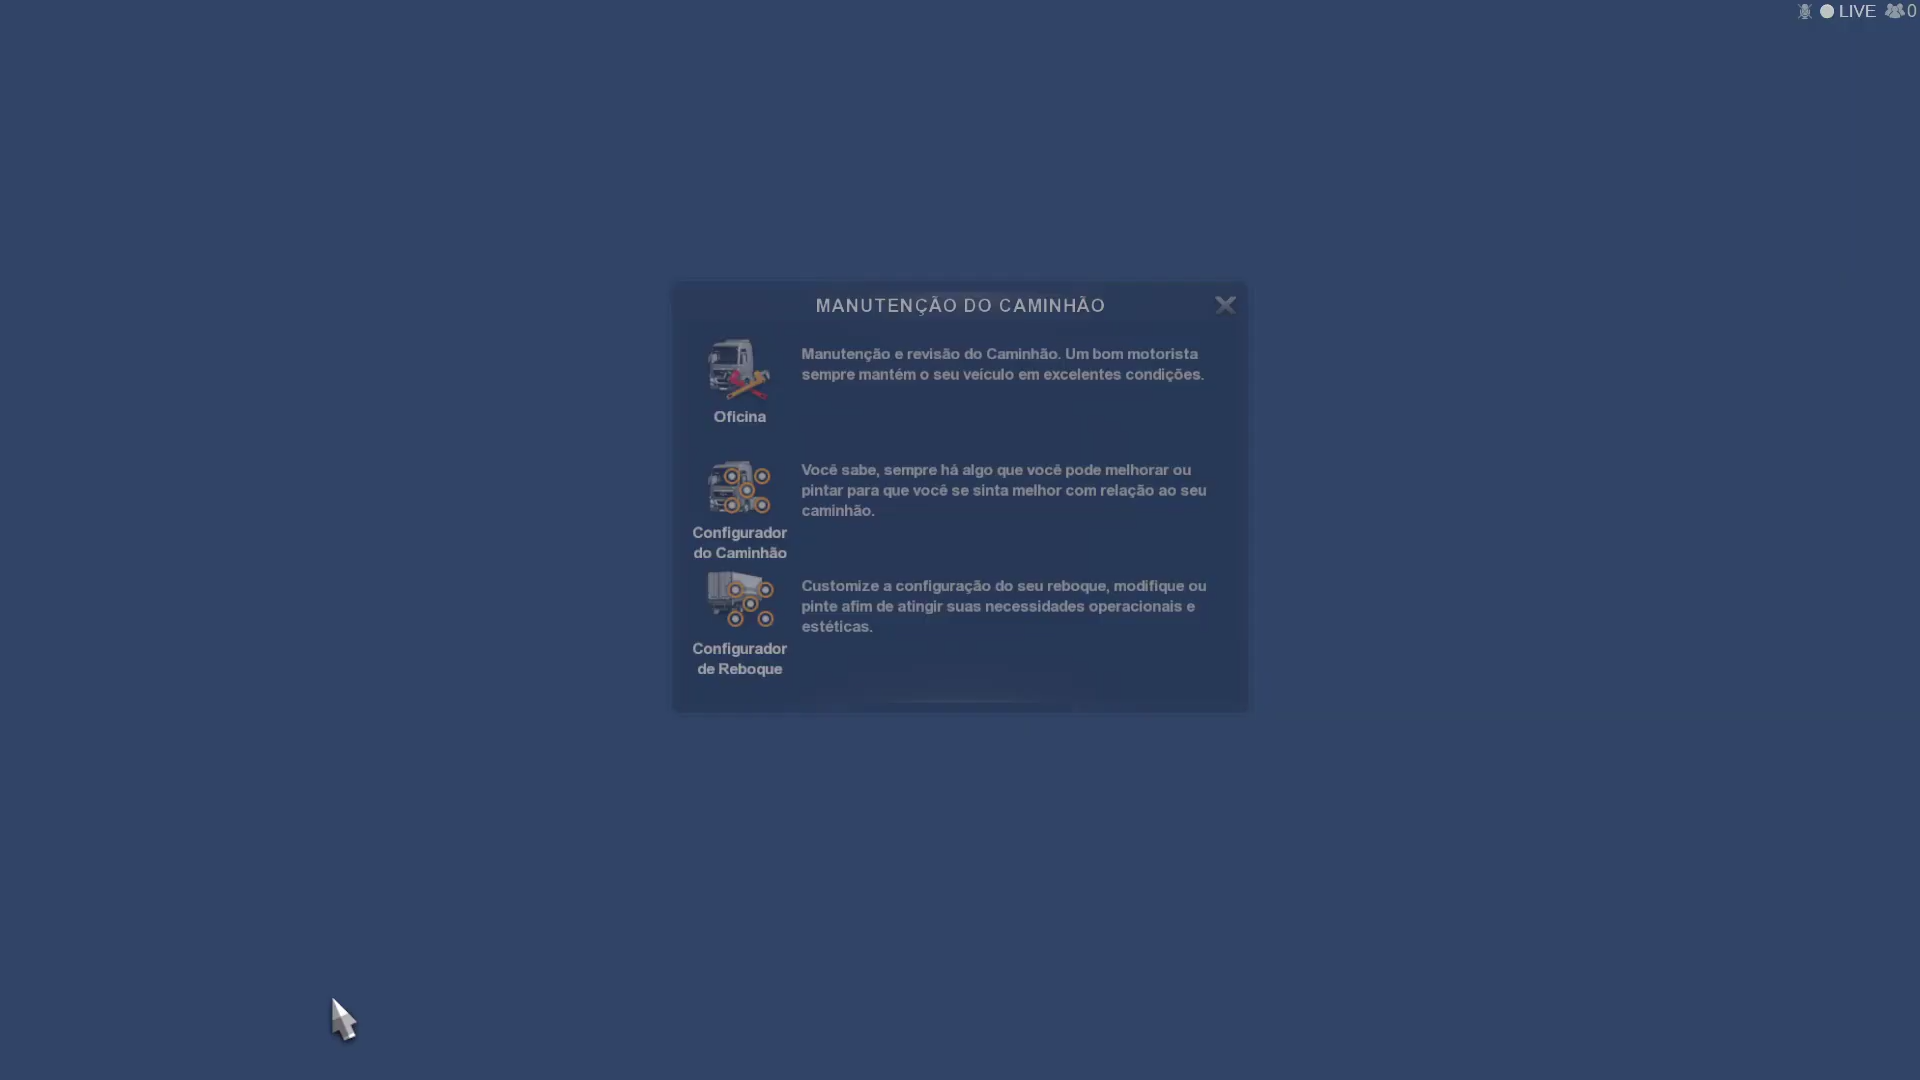 LIVE 0
MANUTENÇÃO DO CAMINHÃO
Manutenção e revisão do Caminhão. Um bom motorista
sempre mantém o seu veículo em excelentes condições.
Oficina
Você sabe, sempre há algo que você pode melhorar ou
pintar para que você se sinta melhor com relação ao seu
caminhão.
Configurador
do Caminhão
Customize a configuração do seu reboque, modifique ou
pinte afim de atingir suas necessidades operacionais e
estéticas.
Configurador
de Reboque